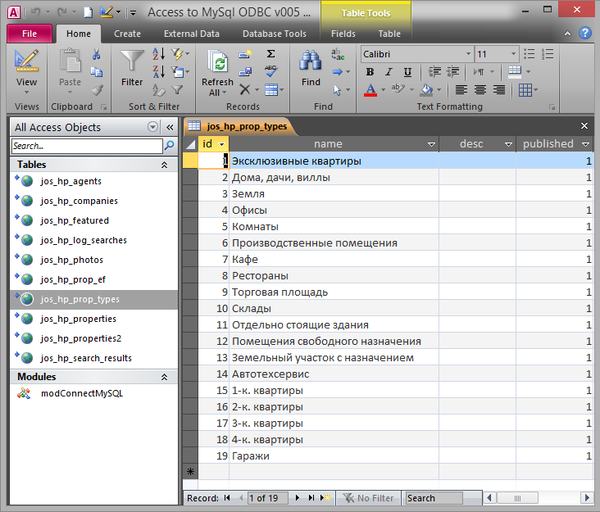 Access to MySql ODBC v005 ...
Table Tools
File Home Create External Data Database Tools Fields Table
View
Paste
Filter
Refresh All
Find
Calibri 11
B I U
Views Clipboard Sort & Filter Records Find Text Formatting
All Access Objects
Search...
Tables
jos_hp_agents
jos_hp_companies
jos_hp_featured
jos_hp_log_searches
jos_hp_photos
jos_hp_prop_ef
jos_hp_prop_types
jos_hp_properties
jos_hp_properties2
jos_hp_search_results
Modules
modConnectMySQL
jos_hp_prop_types
id name desc published
1 Эксклюзивные квартиры 1
2 Дома, дачи, виллы 1
3 Земля 1
4 Офисы 1
5 Комнаты 1
6 Производственные помещения 1
7 Кафе 1
8 Рестораны 1
9 Торговая площадь 1
10 Склады 1
11 Отдельно стоящие здания 1
12 Помещения свободного назначения 1
13 Земельный участок с назначением 1
14 Автотехсервис 1
15 1-к. квартиры 1
16 2-к. квартиры 1
17 3-к. квартиры 1
18 4-к. квартиры 1
19 Гаражи 1
Record: 1 of 19 No Filter Search